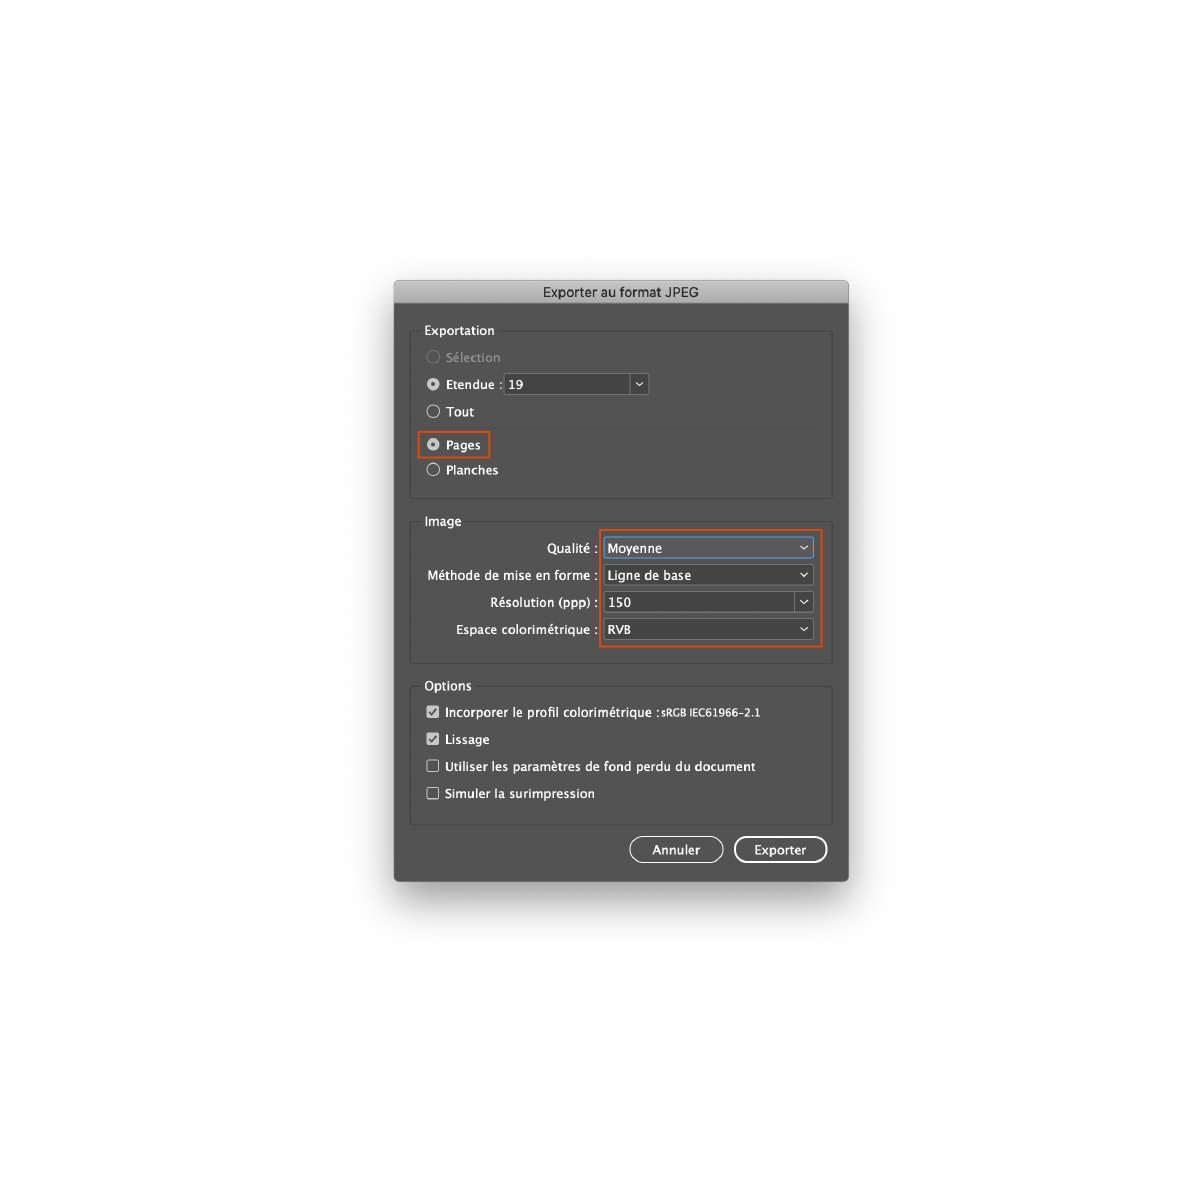 Exporter au format JPEG
Exportation
Sélection
Etendue : 19
Tout
Pages
Planches
Image
Qualité : Moyenne
Méthode de mise en forme : Ligne de base
Résolution (ppp) : 150
Espace colorimétrique : RVB
Options
Incorporer le profil colorimétrique : sRGB IEC61966-2.1
Lissage
Utiliser les paramètres de fond perdu du document
Simuler la surimpression
Annuler Exporter